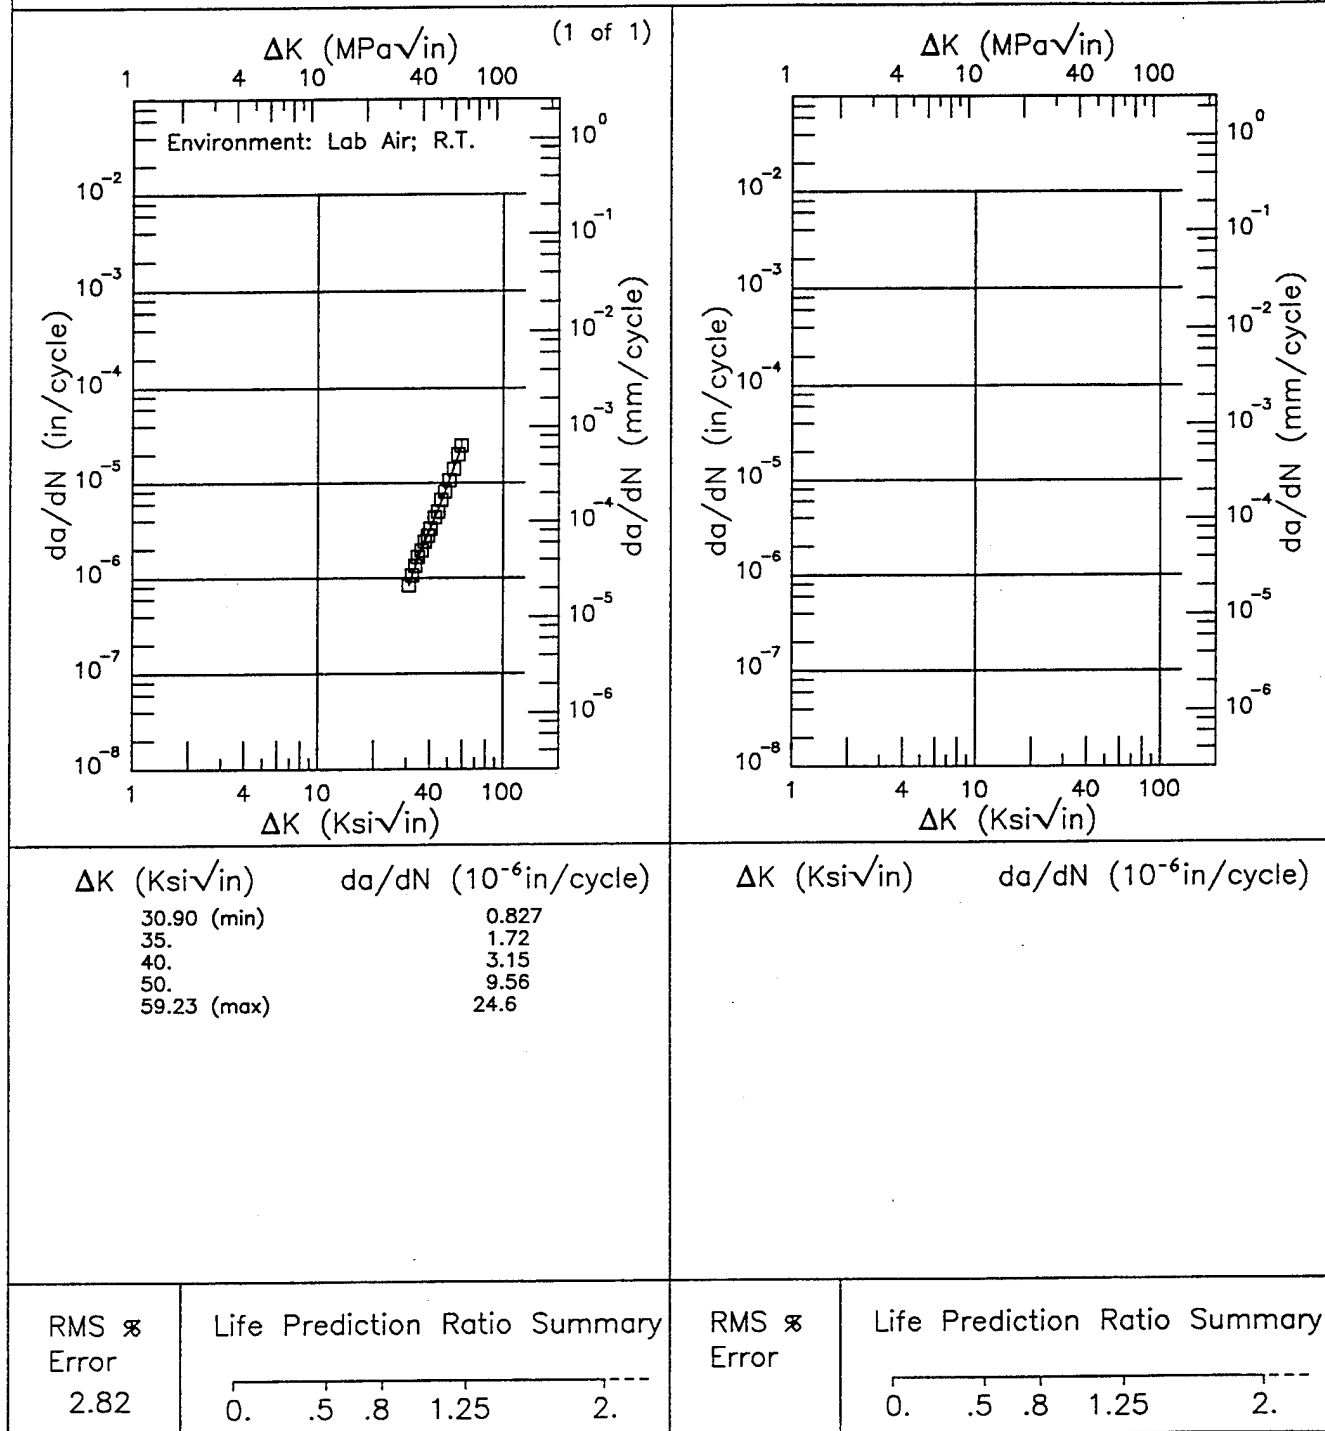 (1 of 1)
ΔK (MPa√in)
1 4 10 40 100
Environment: Lab Air; R.T.
10⁰
10⁻²
10⁻¹
10⁻³
10⁻²
10⁻⁴
10⁻³
10⁻⁵
10⁻⁴
10⁻⁶
10⁻⁵
10⁻⁷
10⁻⁶
10⁻⁸
da/dN (in/cycle)
da/dN (mm/cycle)
1 4 10 40 100
ΔK (Ksi√in)
ΔK (MPa√in)
1 4 10 40 100
10⁰
10⁻²
10⁻¹
10⁻³
10⁻²
10⁻⁴
10⁻³
10⁻⁵
10⁻⁴
10⁻⁶
10⁻⁵
10⁻⁷
10⁻⁶
10⁻⁸
da/dN (in/cycle)
da/dN (mm/cycle)
1 4 10 40 100
ΔK (Ksi√in)
ΔK (Ksi√in) da/dN (10⁻⁶in/cycle)
30.90 (min) 0.827
35. 1.72
40. 3.15
50. 9.56
59.23 (max) 24.6
ΔK (Ksi√in) da/dN (10⁻⁶in/cycle)
RMS %
Error
2.82
Life Prediction Ratio Summary
0. .5 .8 1.25 2.
RMS %
Error
Life Prediction Ratio Summary
0. .5 .8 1.25 2.